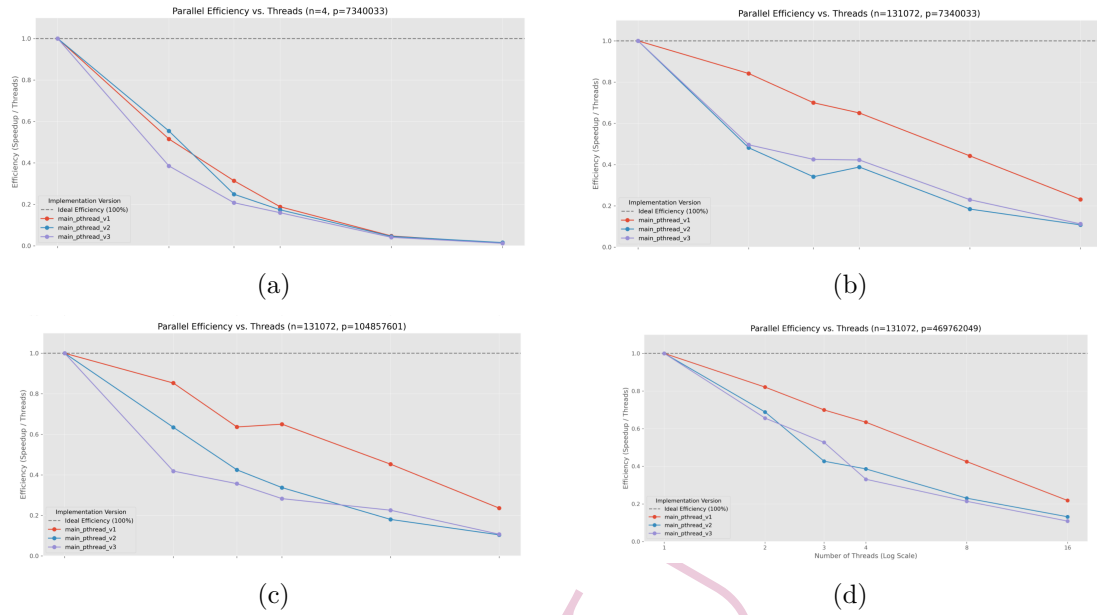 Parallel Efficiency vs. Threads (n=4, p=7340033)
1.0
0.8
0.6
0.4
0.2
0.0
Efficiency (Speedup / Threads)
Implementation Version
Ideal Efficiency (100%)
main_pthread_v1
main_pthread_v2
main_pthread_v3
(a)
Parallel Efficiency vs. Threads (n=131072, p=7340033)
1.0
0.8
0.6
0.4
0.2
0.0
Efficiency (Speedup / Threads)
Implementation Version
Ideal Efficiency (100%)
main_pthread_v1
main_pthread_v2
main_pthread_v3
(b)
Parallel Efficiency vs. Threads (n=131072, p=104857601)
1.0
0.8
0.6
0.4
0.2
0.0
Efficiency (Speedup / Threads)
Implementation Version
Ideal Efficiency (100%)
main_pthread_v1
main_pthread_v2
main_pthread_v3
(c)
Parallel Efficiency vs. Threads (n=131072, p=469762049)
1.0
0.8
0.6
0.4
0.2
0.0
Efficiency (Speedup / Threads)
Implementation Version
Ideal Efficiency (100%)
main_pthread_v1
main_pthread_v2
main_pthread_v3
1 2 3 4 8 16
Number of Threads (Log Scale)
(d)